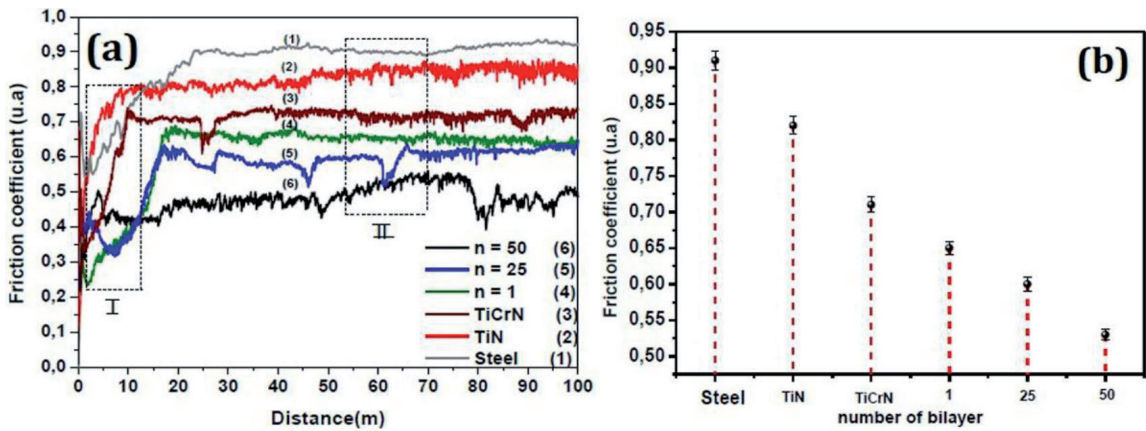 (a)
Friction coefficient (u.a)
1,0
0,9
0,8
0,7
0,6
0,5
0,4
0,3
0,2
0,1
0,0
(1)
(2)
(3)
(4)
(5)
(6)
I
II
n = 50 (6)
n = 25 (5)
n = 1 (4)
TiCrN (3)
TiN (2)
Steel (1)
0 10 20 30 40 50 60 70 80 90 100
Distance(m)
(b)
Friction coefficient (u.a)
0,95
0,90
0,85
0,80
0,75
0,70
0,65
0,60
0,55
0,50
Steel TiN TiCrN 1 25 50
number of bilayer